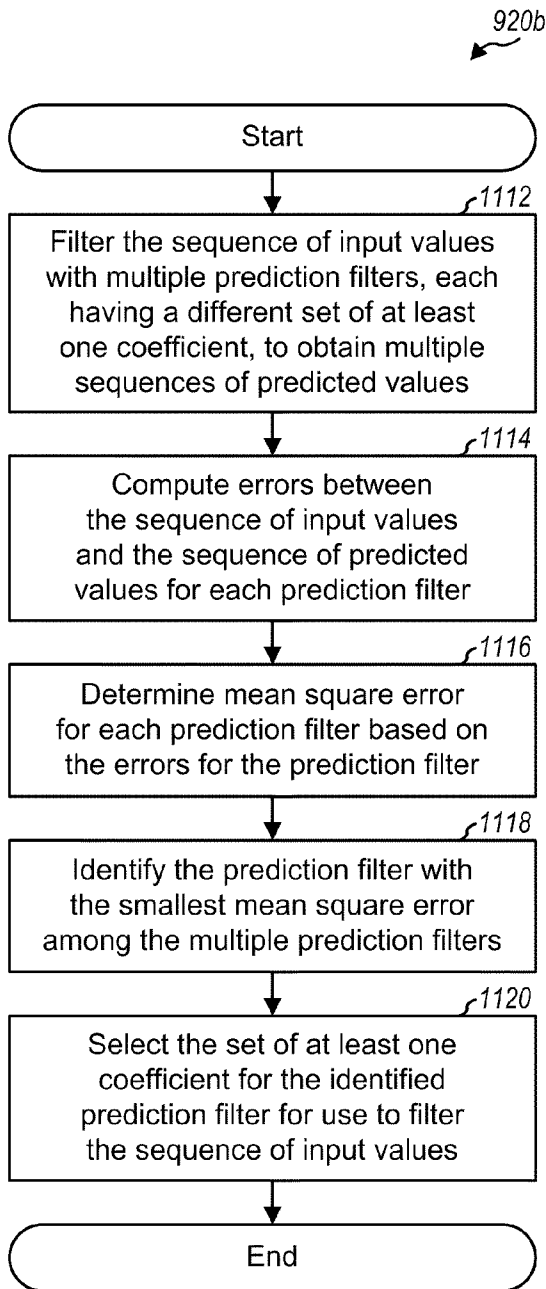 920b
Start
1112
Filter the sequence of input values
with multiple prediction filters, each
having a different set of at least
one coefficient, to obtain multiple
sequences of predicted values
1114
Compute errors between
the sequence of input values
and the sequence of predicted
values for each prediction filter
1116
Determine mean square error
for each prediction filter based on
the errors for the prediction filter
1118
Identify the prediction filter with
the smallest mean square error
among the multiple prediction filters
1120
Select the set of at least one
coefficient for the identified
prediction filter for use to filter
the sequence of input values
End